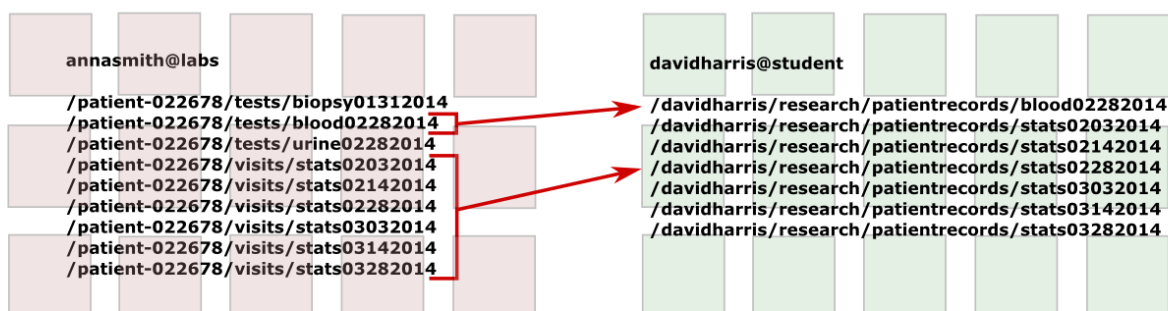 annasmith@labs
/patient-022678/tests/biopsy01312014
/patient-022678/tests/blood02282014
/patient-022678/tests/urine02282014
/patient-022678/visits/stats02032014
/patient-022678/visits/stats02142014
/patient-022678/visits/stats02282014
/patient-022678/visits/stats03032014
/patient-022678/visits/stats03142014
/patient-022678/visits/stats03282014
davidharris@student
/davidharris/research/patientrecords/blood02282014
/davidharris/research/patientrecords/stats02032014
/davidharris/research/patientrecords/stats02142014
/davidharris/research/patientrecords/stats02282014
/davidharris/research/patientrecords/stats03032014
/davidharris/research/patientrecords/stats03142014
/davidharris/research/patientrecords/stats03282014